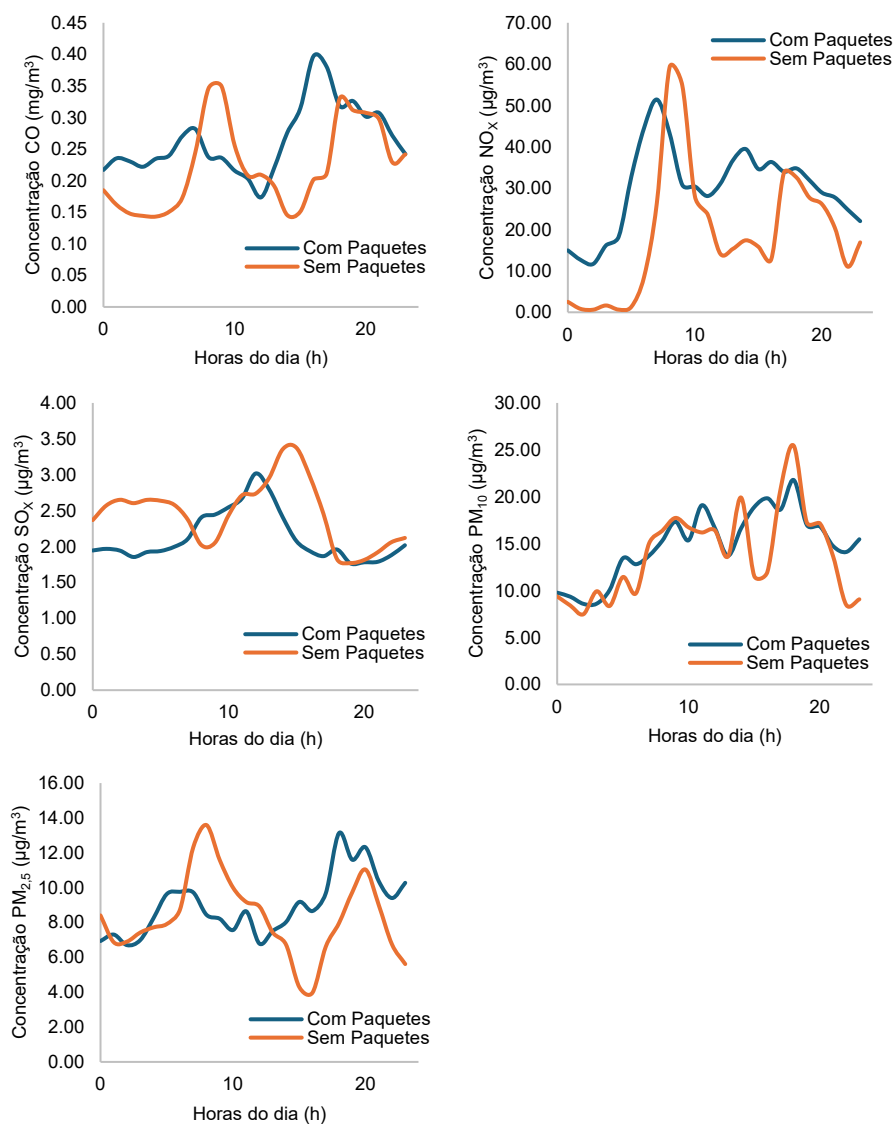 Concentração CO (mg/m³)
0.45
0.40
0.35
0.30
0.25
0.20
0.15
0.10
0.05
0.00
Com Paquetes
Sem Paquetes
0 10 20
Horas do dia (h)
Concentração NOX (µg/m³)
70.00
60.00
50.00
40.00
30.00
20.00
10.00
0.00
Com Paquetes
Sem Paquetes
0 10 20
Horas do dia (h)
Concentração SOX (µg/m³)
4.00
3.50
3.00
2.50
2.00
1.50
1.00
0.50
0.00
Com Paquetes
Sem Paquetes
0 10 20
Horas do dia (h)
Concentração PM10 (µg/m³)
30.00
25.00
20.00
15.00
10.00
5.00
0.00
Com Paquetes
Sem Paquetes
0 10 20
Horas do dia (h)
Concentração PM2,5 (µg/m³)
16.00
14.00
12.00
10.00
8.00
6.00
4.00
2.00
0.00
Com Paquetes
Sem Paquetes
0 10 20
Horas do dia (h)